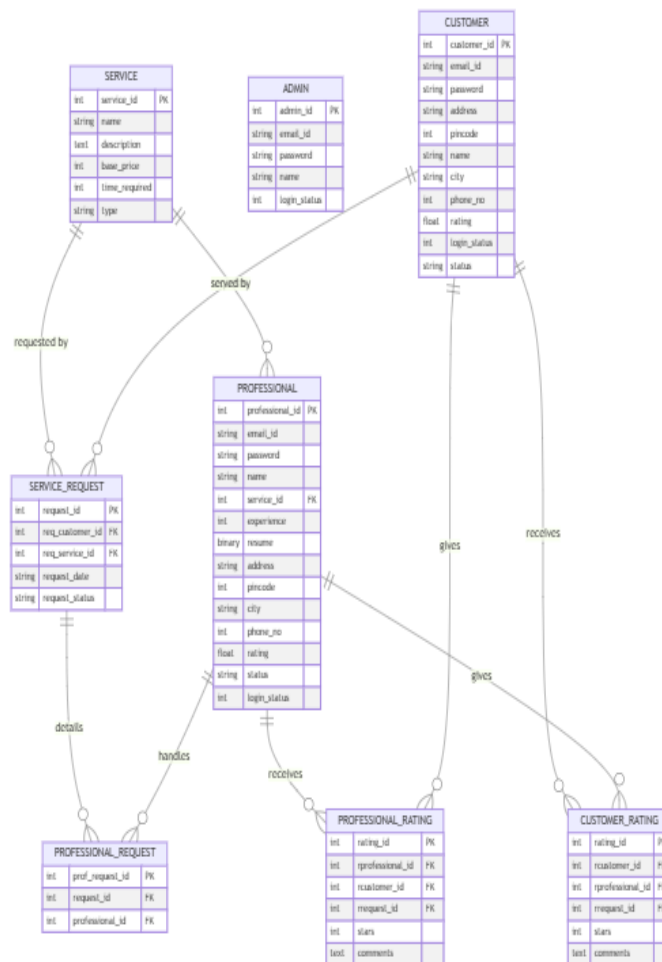 CUSTOMER
int customer_id PK
string email_id
string password
string address
int pincode
string name
string city
int phone_no
float rating
int login_status
string status
SERVICE
int service_id PK
string name
text description
int base_price
int time_required
string type
ADMIN
int admin_id PK
string email_id
string password
string name
int login_status
served by
requested by
PROFESSIONAL
int professional_id PK
string email_id
string password
string name
int service_id FK
int experience
binary resume
string address
int pincode
string city
int phone_no
float rating
string status
int login_status
SERVICE_REQUEST
int request_id PK
int req_customer_id FK
int req_service_id FK
string request_date
string request_status
gives
receives
gives
details
handles
receives
PROFESSIONAL_REQUEST
int prof_request_id PK
int request_id FK
int professional_id FK
PROFESSIONAL_RATING
int rating_id PK
int rprofessional_id FK
int rcustomer_id FK
int rrequest_id FK
int stars
text comments
CUSTOMER_RATING
int rating_id
int rcustomer_id
int rprofessional_id
int rrequest_id
int stars
text comments